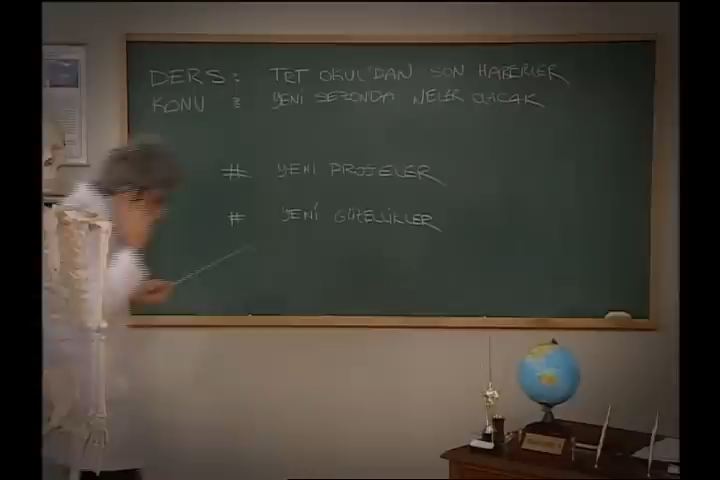 DERS : TRT OKUL'DAN SON HABERLER
KONU : YENİ SEZONDA NELER OLACAK
# YENİ PROJELER
# YENİ GÜZELLİKLER